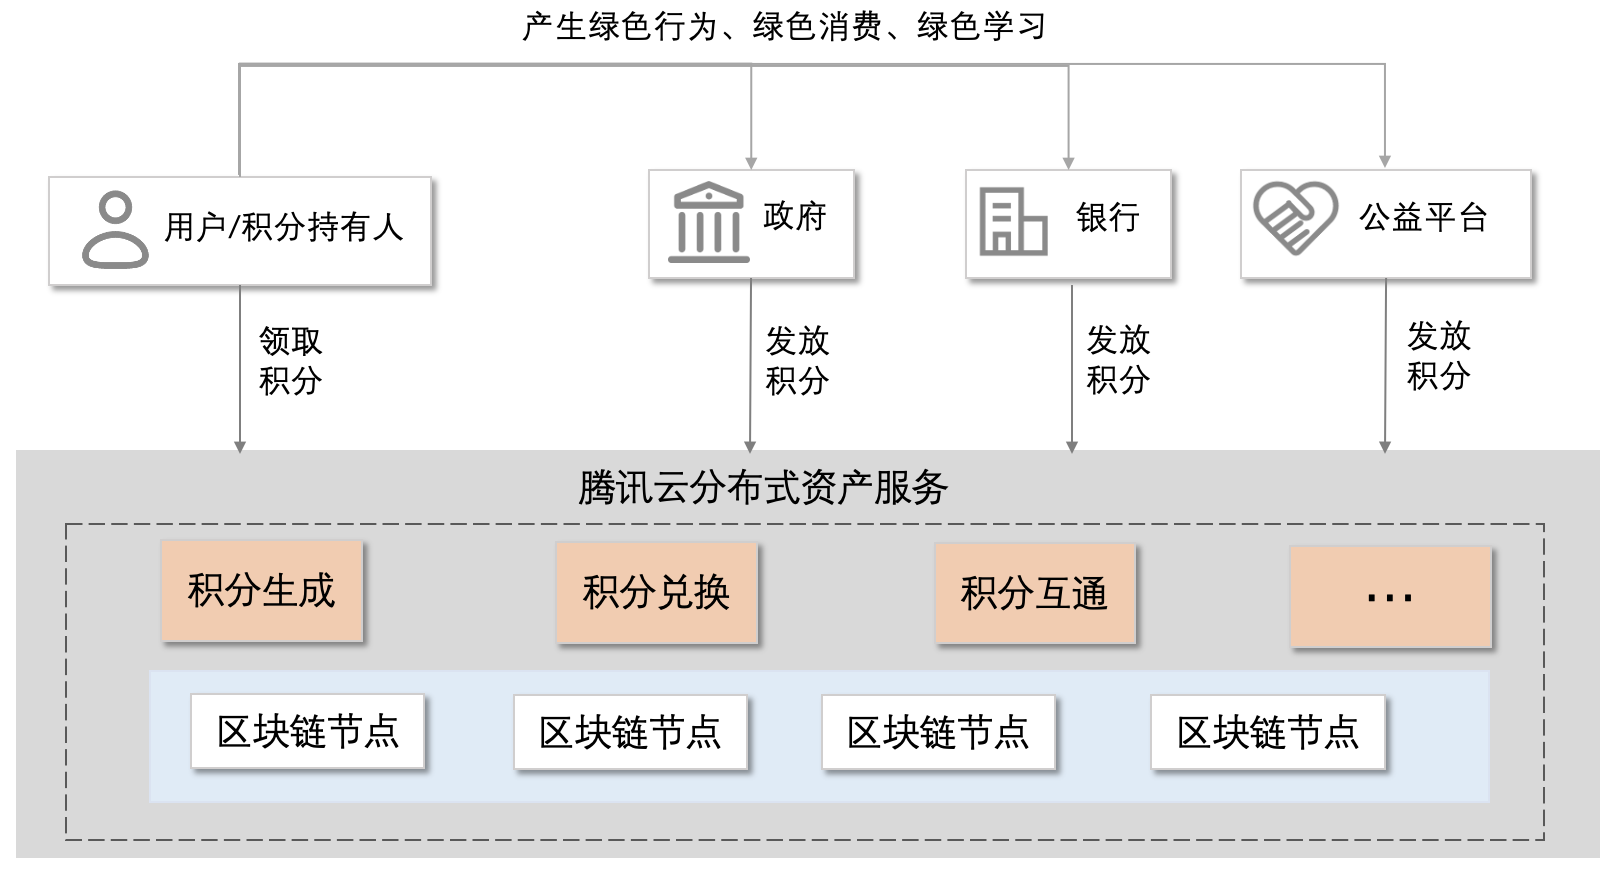 产生绿色行为、绿色消费、绿色学习
用户/积分持有人
政府
银行
公益平台
领取
积分
发放
积分
发放
积分
发放
积分
腾讯云分布式资产服务
积分生成
积分兑换
积分互通
...
区块链节点
区块链节点
区块链节点
区块链节点